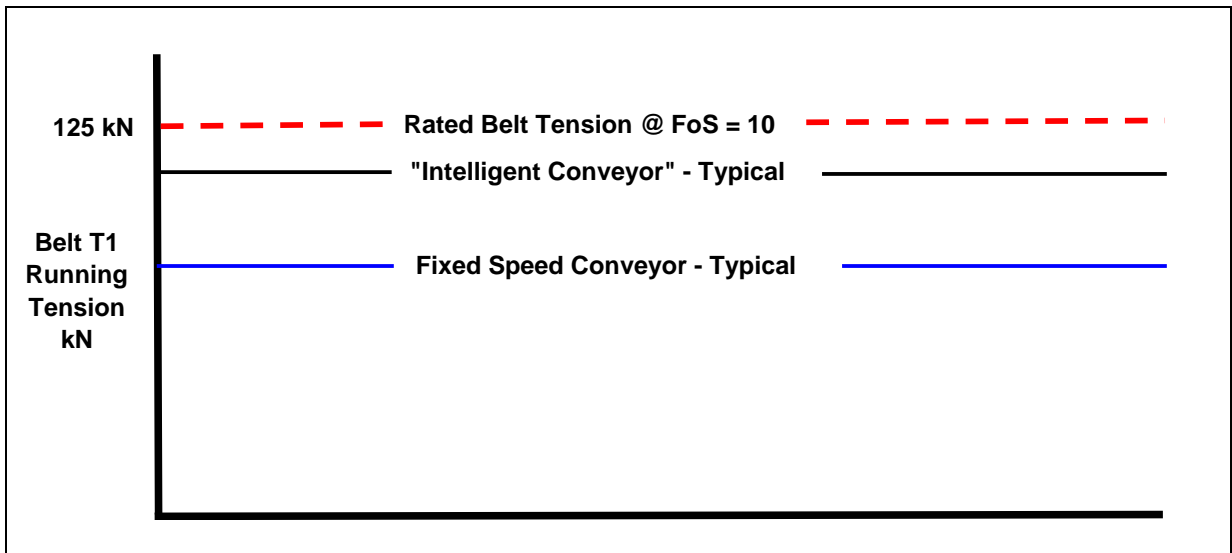 125 kN
Rated Belt Tension @ FoS = 10
"Intelligent Conveyor" - Typical
Belt T1
Running
Tension
kN
Fixed Speed Conveyor - Typical